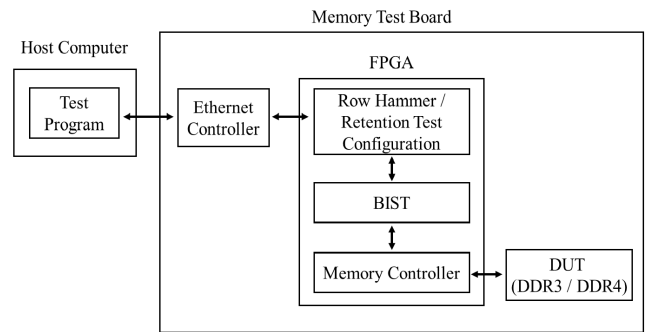 Memory Test Board
Host Computer
FPGA
Test
Program
Ethernet
Controller
Row Hammer /
Retention Test
Configuration
BIST
Memory Controller
DUT
(DDR3 / DDR4)